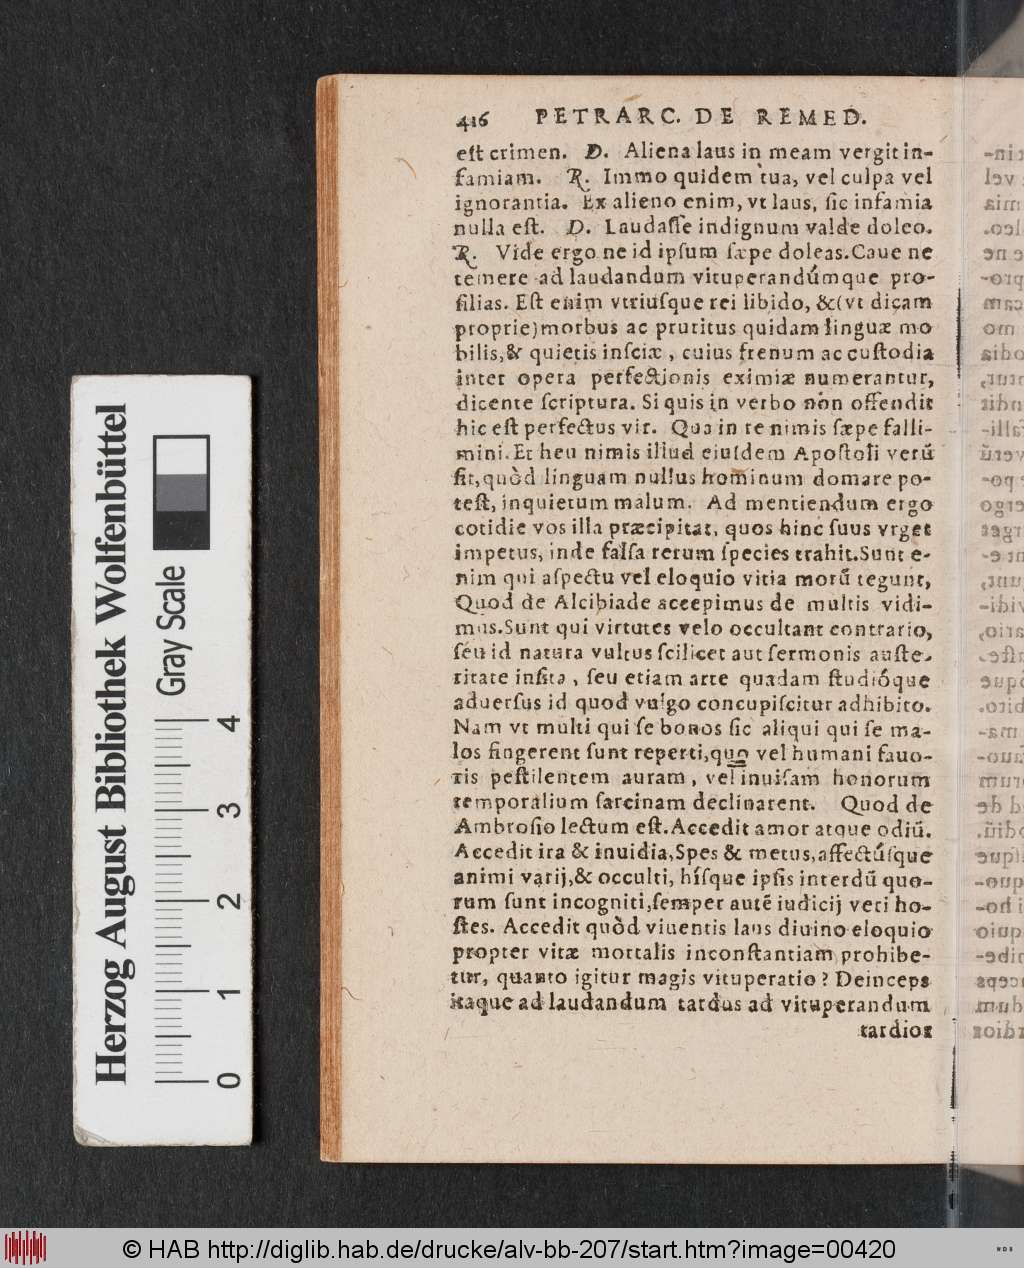 416 PETRARC. DE REMED.
eſt crimen. D. Aliena laus in meam vergit in-
famiam. R. Immo quidem tua, vel culpa vel
ignorantia. Ex alieno enim, vt laus, ſic infamia
nulla eſt. D. Laudaſſe indignum valde doleo.
R. Vide ergo ne id ipſum ſæpe doleas. Caue ne
temere ad laudandum vituperandúmque pro-
ſilias. Eſt enim vtriuſque rei libido, &(vt dicam
proprie) morbus ac pruritus quidam linguæ mo
bilis, & quietis inſciæ, cuius frenum ac cuſtodia
inter opera perfectionis eximiæ numerantur,
dicente ſcriptura. Si quis in verbo non offendit
hic eſt perfectus vir. Qua in re nimis ſæpe falli-
mini. Et heu nimis illud eiuſdem Apoſtoli verũ
fit, quòd linguam nullus hominum domare po-
teſt, inquietum malum. Ad mentiendum ergo
cotidie vos illa præcipitat, quos hinc ſuus vrget
impetus, inde falſa rerum ſpecies trahit. Sunt e-
nim qui aſpectu vel eloquio vitia morũ tegunt,
Quod de Alcibiade accepimus de multis vidi-
mus. Sunt qui virtutes velo occultant contrario,
ſeu id natura vultus ſcilicet aut ſermonis auſte-
ritate inſita, ſeu etiam arte quadam ſtudióque
aduerſus id quod vulgo concupiſcitur adhibito.
Nam vt multi qui ſe bonos ſic aliqui qui ſe ma-
los fingerent ſunt reperti, quo vel humani fauo-
ris peſtilentem auram, vel inuiſam honorum
temporalium ſarcinam declinarent. Quod de
Ambroſio lectum eſt. Accedit amor atque odiũ.
Accedit ira & inuidia, Spes & metus, affectúſque
animi varij, & occulti, híſque ipſis interdũ quo-
rum ſunt incogniti, ſemper autẽ iudicij veri ho-
ſtes. Accedit quòd viuentis laus diuino eloquio
propter vitæ mortalis inconſtantiam prohibe-
tur, quanto igitur magis vituperatio? Deinceps
itaque ad laudandum tardus ad vituperandum
tardior
Herzog August Bibliothek Wolfenbüttel
Gray Scale
0 1 2 3 4
© HAB http://diglib.hab.de/drucke/alv-bb-207/start.htm?image=00420